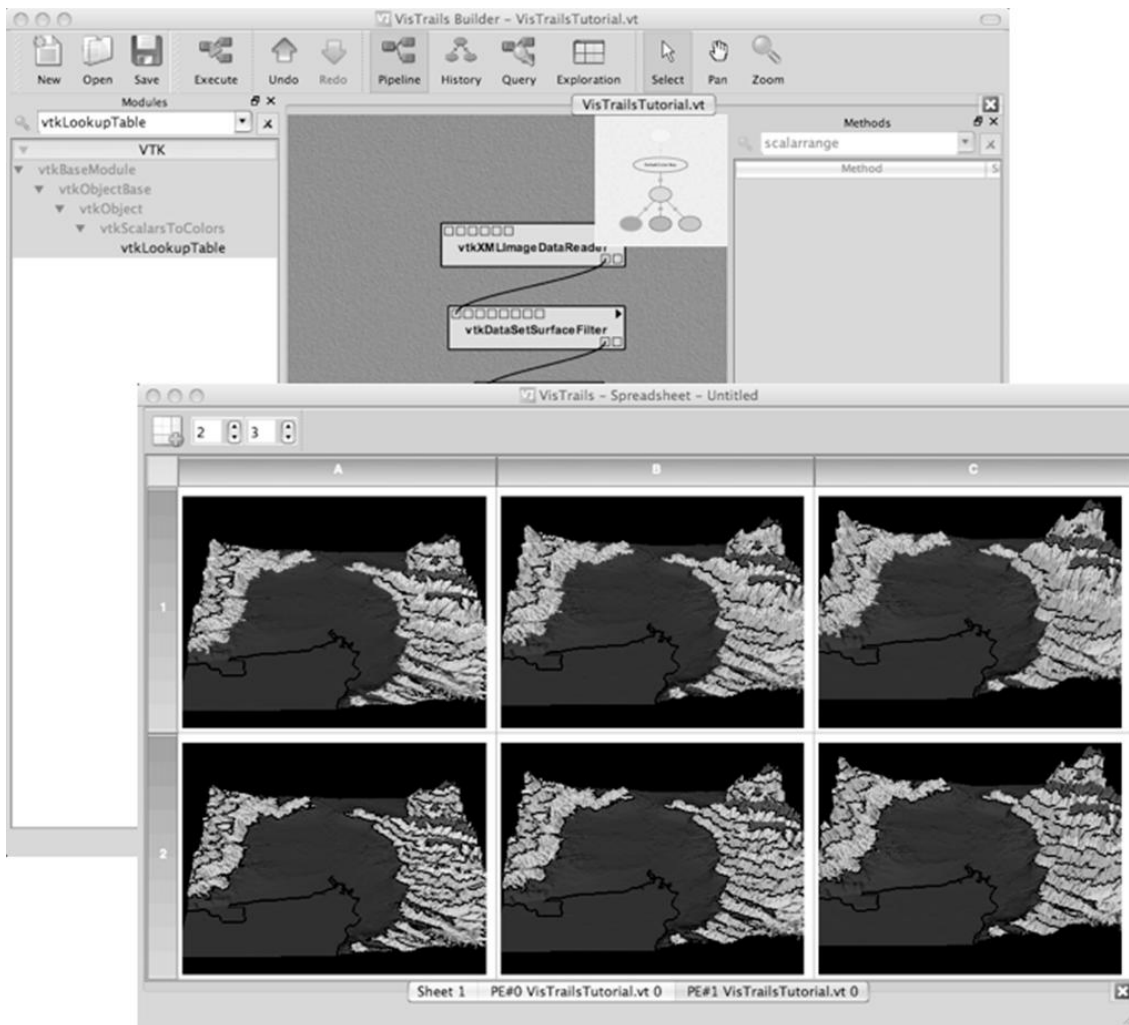 VisTrails Builder – VisTrailsTutorial.vt
New Open Save Execute Undo Redo Pipeline History Query Exploration Select Pan Zoom
VisTrailsTutorial.vt
Modules
vtkLookupTable
VTK
vtkBaseModule
vtkObjectBase
vtkObject
vtkScalarsToColors
vtkLookupTable
vtkXMLImageDataReader
vtkDataSetSurfaceFilter
Methods
scalarrange
Method S
VisTrails – Spreadsheet – Untitled
2 3
A B C
1
2
Sheet 1 PE#0 VisTrailsTutorial.vt 0 PE#1 VisTrailsTutorial.vt 0